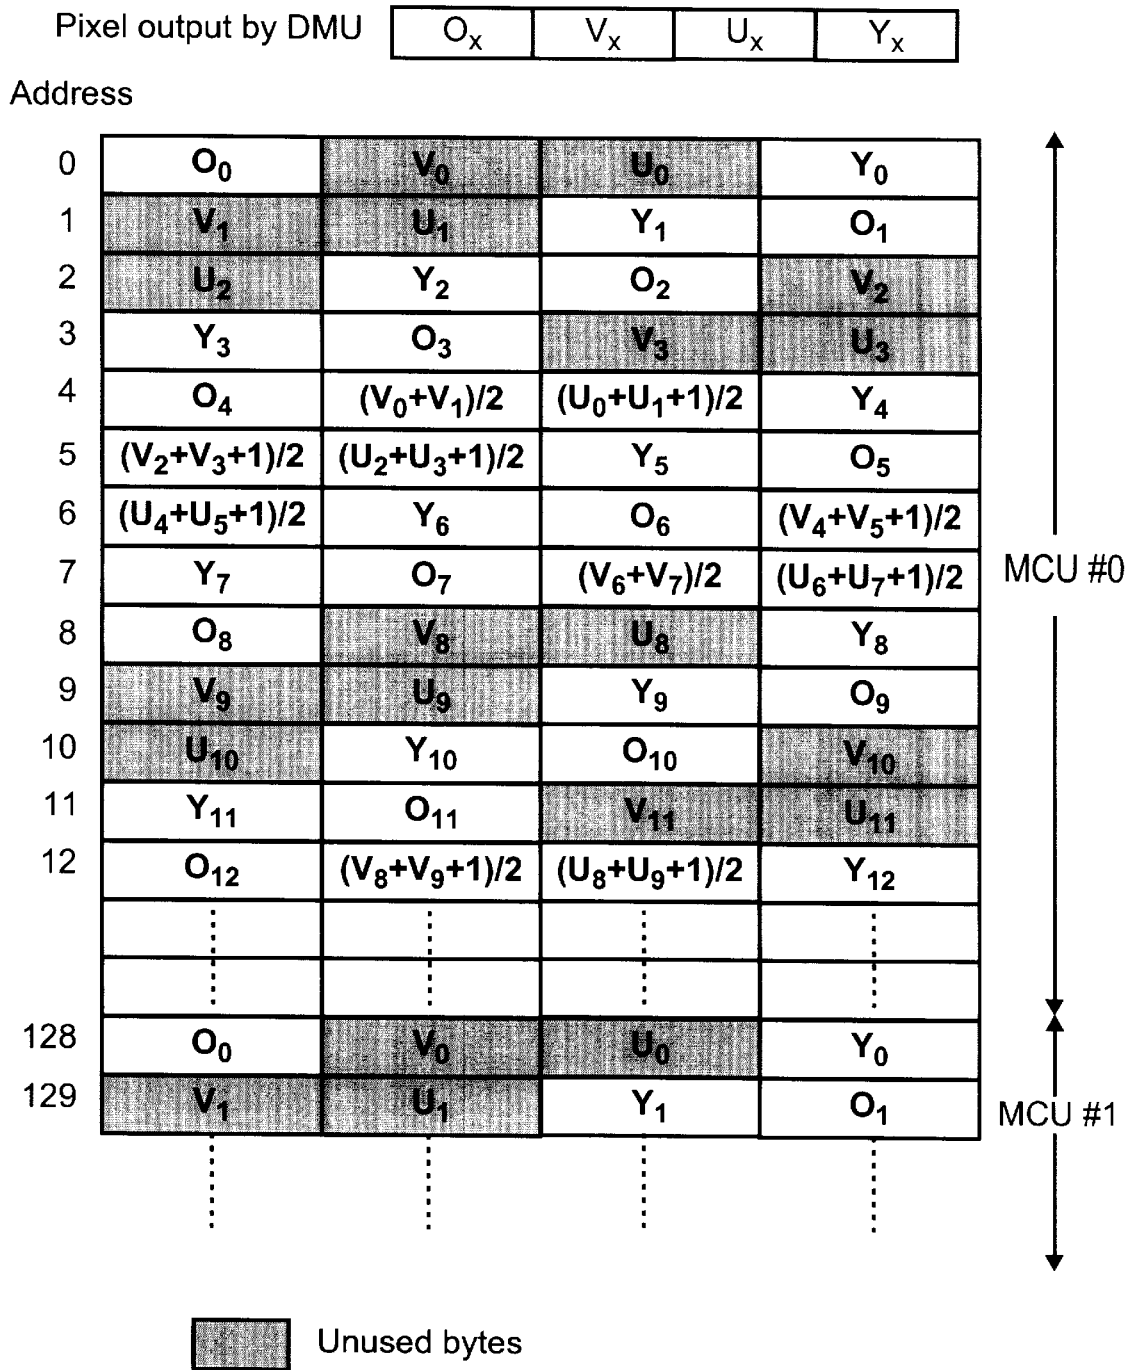 Pixel output by DMU Oₓ Vₓ Uₓ Yₓ
Address
0 O₀ V₀ U₀ Y₀
1 V₁ U₁ Y₁ O₁
2 U₂ Y₂ O₂ V₂
3 Y₃ O₃ V₃ U₃
4 O₄ (V₀+V₁)/2 (U₀+U₁+1)/2 Y₄
5 (V₂+V₃+1)/2 (U₂+U₃+1)/2 Y₅ O₅
6 (U₄+U₅+1)/2 Y₆ O₆ (V₄+V₅+1)/2
7 Y₇ O₇ (V₆+V₇)/2 (U₆+U₇+1)/2 MCU #0
8 O₈ V₈ U₈ Y₈
9 V₉ U₉ Y₉ O₉
10 U₁₀ Y₁₀ O₁₀ V₁₀
11 Y₁₁ O₁₁ V₁₁ U₁₁
12 O₁₂ (V₈+V₉+1)/2 (U₈+U₉+1)/2 Y₁₂
128 O₀ V₀ U₀ Y₀
129 V₁ U₁ Y₁ O₁ MCU #1
Unused bytes